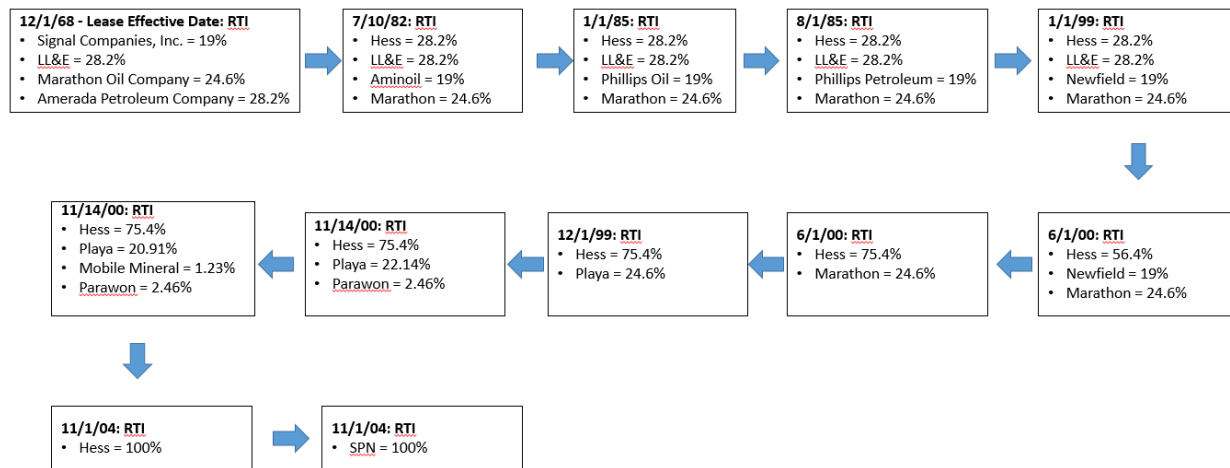 12/1/68 - Lease Effective Date: RTI
• Signal Companies, Inc. = 19%
• LL&E = 28.2%
• Marathon Oil Company = 24.6%
• Amerada Petroleum Company = 28.2%
7/10/82: RTI
• Hess = 28.2%
• LL&E = 28.2%
• Aminoil = 19%
• Marathon = 24.6%
1/1/85: RTI
• Hess = 28.2%
• LL&E = 28.2%
• Phillips Oil = 19%
• Marathon = 24.6%
8/1/85: RTI
• Hess = 28.2%
• LL&E = 28.2%
• Phillips Petroleum = 19%
• Marathon = 24.6%
1/1/99: RTI
• Hess = 28.2%
• LL&E = 28.2%
• Newfield = 19%
• Marathon = 24.6%
6/1/00: RTI
• Hess = 56.4%
• Newfield = 19%
• Marathon = 24.6%
6/1/00: RTI
• Hess = 75.4%
• Marathon = 24.6%
12/1/99: RTI
• Hess = 75.4%
• Playa = 24.6%
11/14/00: RTI
• Hess = 75.4%
• Playa = 22.14%
• Parawon = 2.46%
11/14/00: RTI
• Hess = 75.4%
• Playa = 20.91%
• Mobile Mineral = 1.23%
• Parawon = 2.46%
11/1/04: RTI
• Hess = 100%
11/1/04: RTI
• SPN = 100%